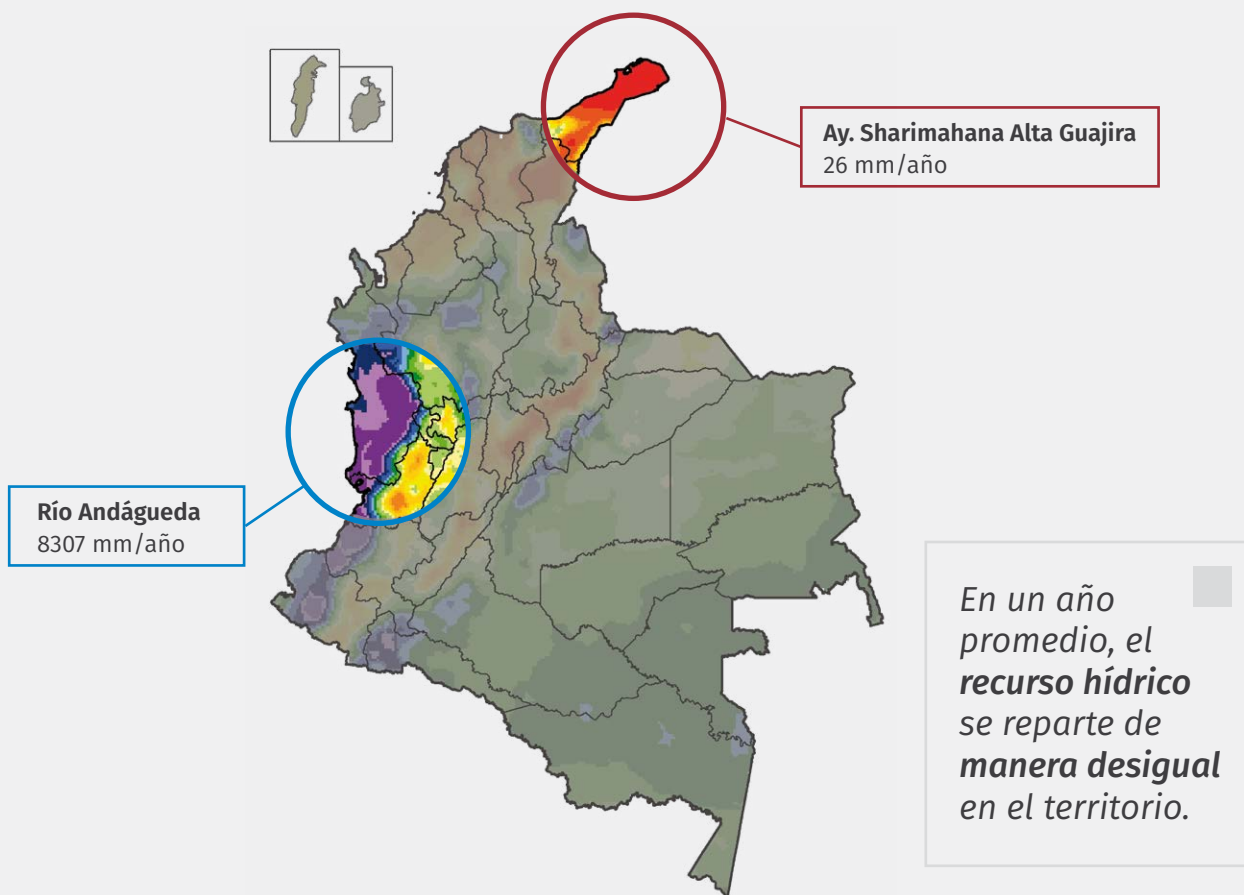 Ay. Sharimahana Alta Guajira
26 mm/año
Río Andágueda
8307 mm/año
En un año
promedio, el
recurso hídrico
se reparte de
manera desigual
en el territorio.